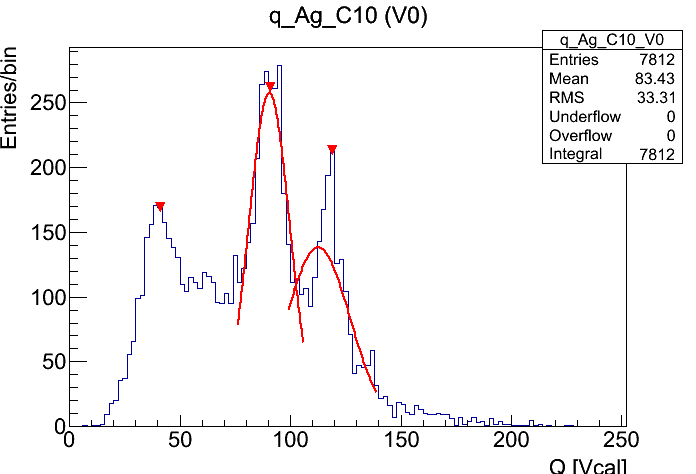 q_Ag_C10 (V0)
q_Ag_C10_V0
Entries 7812
Mean 83.43
RMS 33.31
Underflow 0
Overflow 0
Integral 7812
Entries/bin
250
200
150
100
50
0
0 50 100 150 200 250
Q [Vcal]